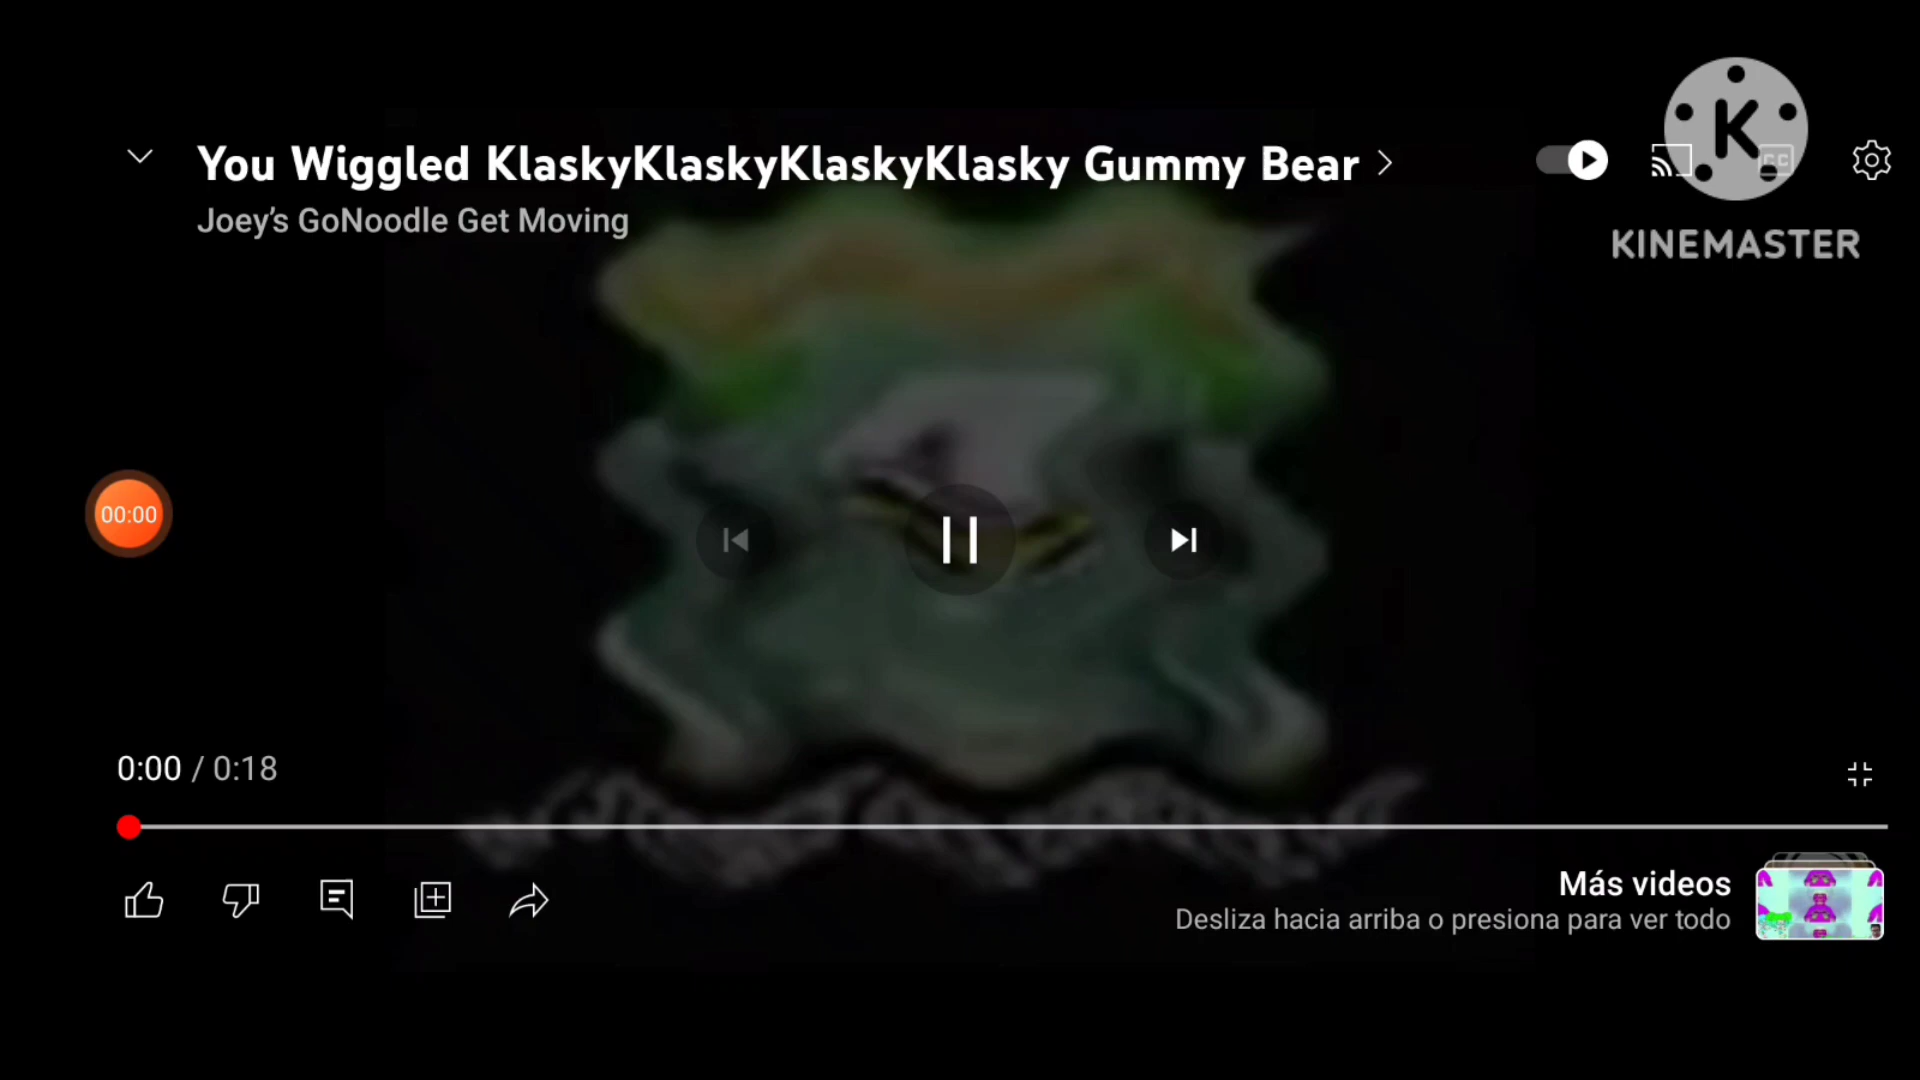 You Wiggled KlaskyKlaskyKlaskyKlasky Gummy Bear
Joey’s GoNoodle Get Moving
K
CC
KINEMASTER
00:00
0:00 / 0:18
Más videos
Desliza hacia arriba o presiona para ver todo